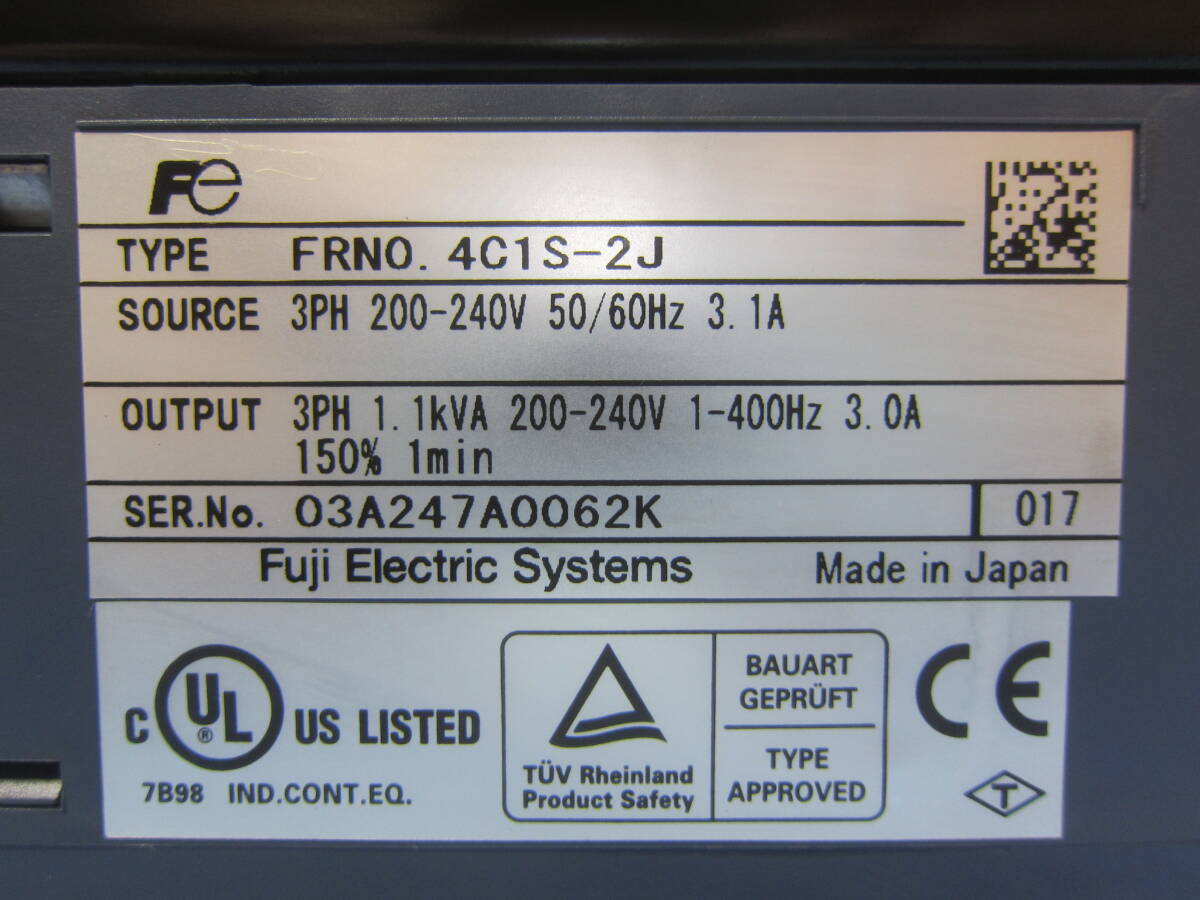 Fe
TYPE FRN0.4C1S-2J
SOURCE 3PH 200-240V 50/60Hz 3.1A
OUTPUT 3PH 1.1kVA 200-240V 1-400Hz 3.0A
150% 1min
SER.No. 03A247A0062K 017
Fuji Electric Systems Made in Japan
C UL® US LISTED
7B98 IND.CONT.EQ.
TÜV Rheinland
Product Safety
BAUART
GEPRÜFT
TYPE
APPROVED
CE
T